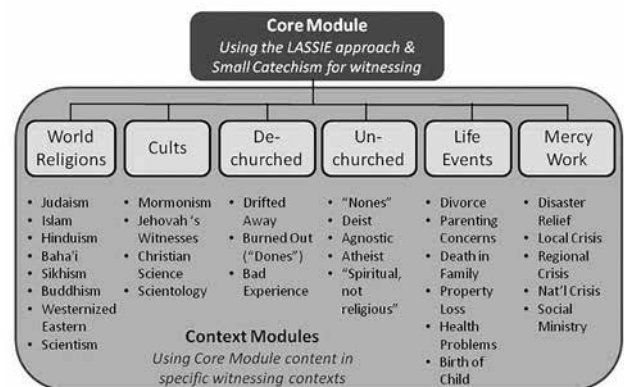 Core Module
Using the LASSIE approach &
Small Catechism for witnessing
World
Religions
• Judaism
• Islam
• Hinduism
• Baha'i
• Sikhism
• Buddhism
• Westernized
Eastern
• Scientism
Cults
• Mormonism
• Jehovah 's
Witnesses
• Christian
Science
• Scientology
De-
churched
• Drifted
Away
• Burned Out
("Dones")
• Bad
Experience
Un-
churched
• "Nones"
• Deist
• Agnostic
• Atheist
• "Spiritual,
not
religious"
Life
Events
• Divorce
• Parenting
Concerns
• Death in
Family
• Property
Loss
• Health
Problems
• Birth of
Child
Mercy
Work
• Disaster
Relief
• Local Crisis
• Regional
Crisis
• Nat'l Crisis
• Social
Ministry
Context Modules
Using Core Module content in
specific witnessing contexts